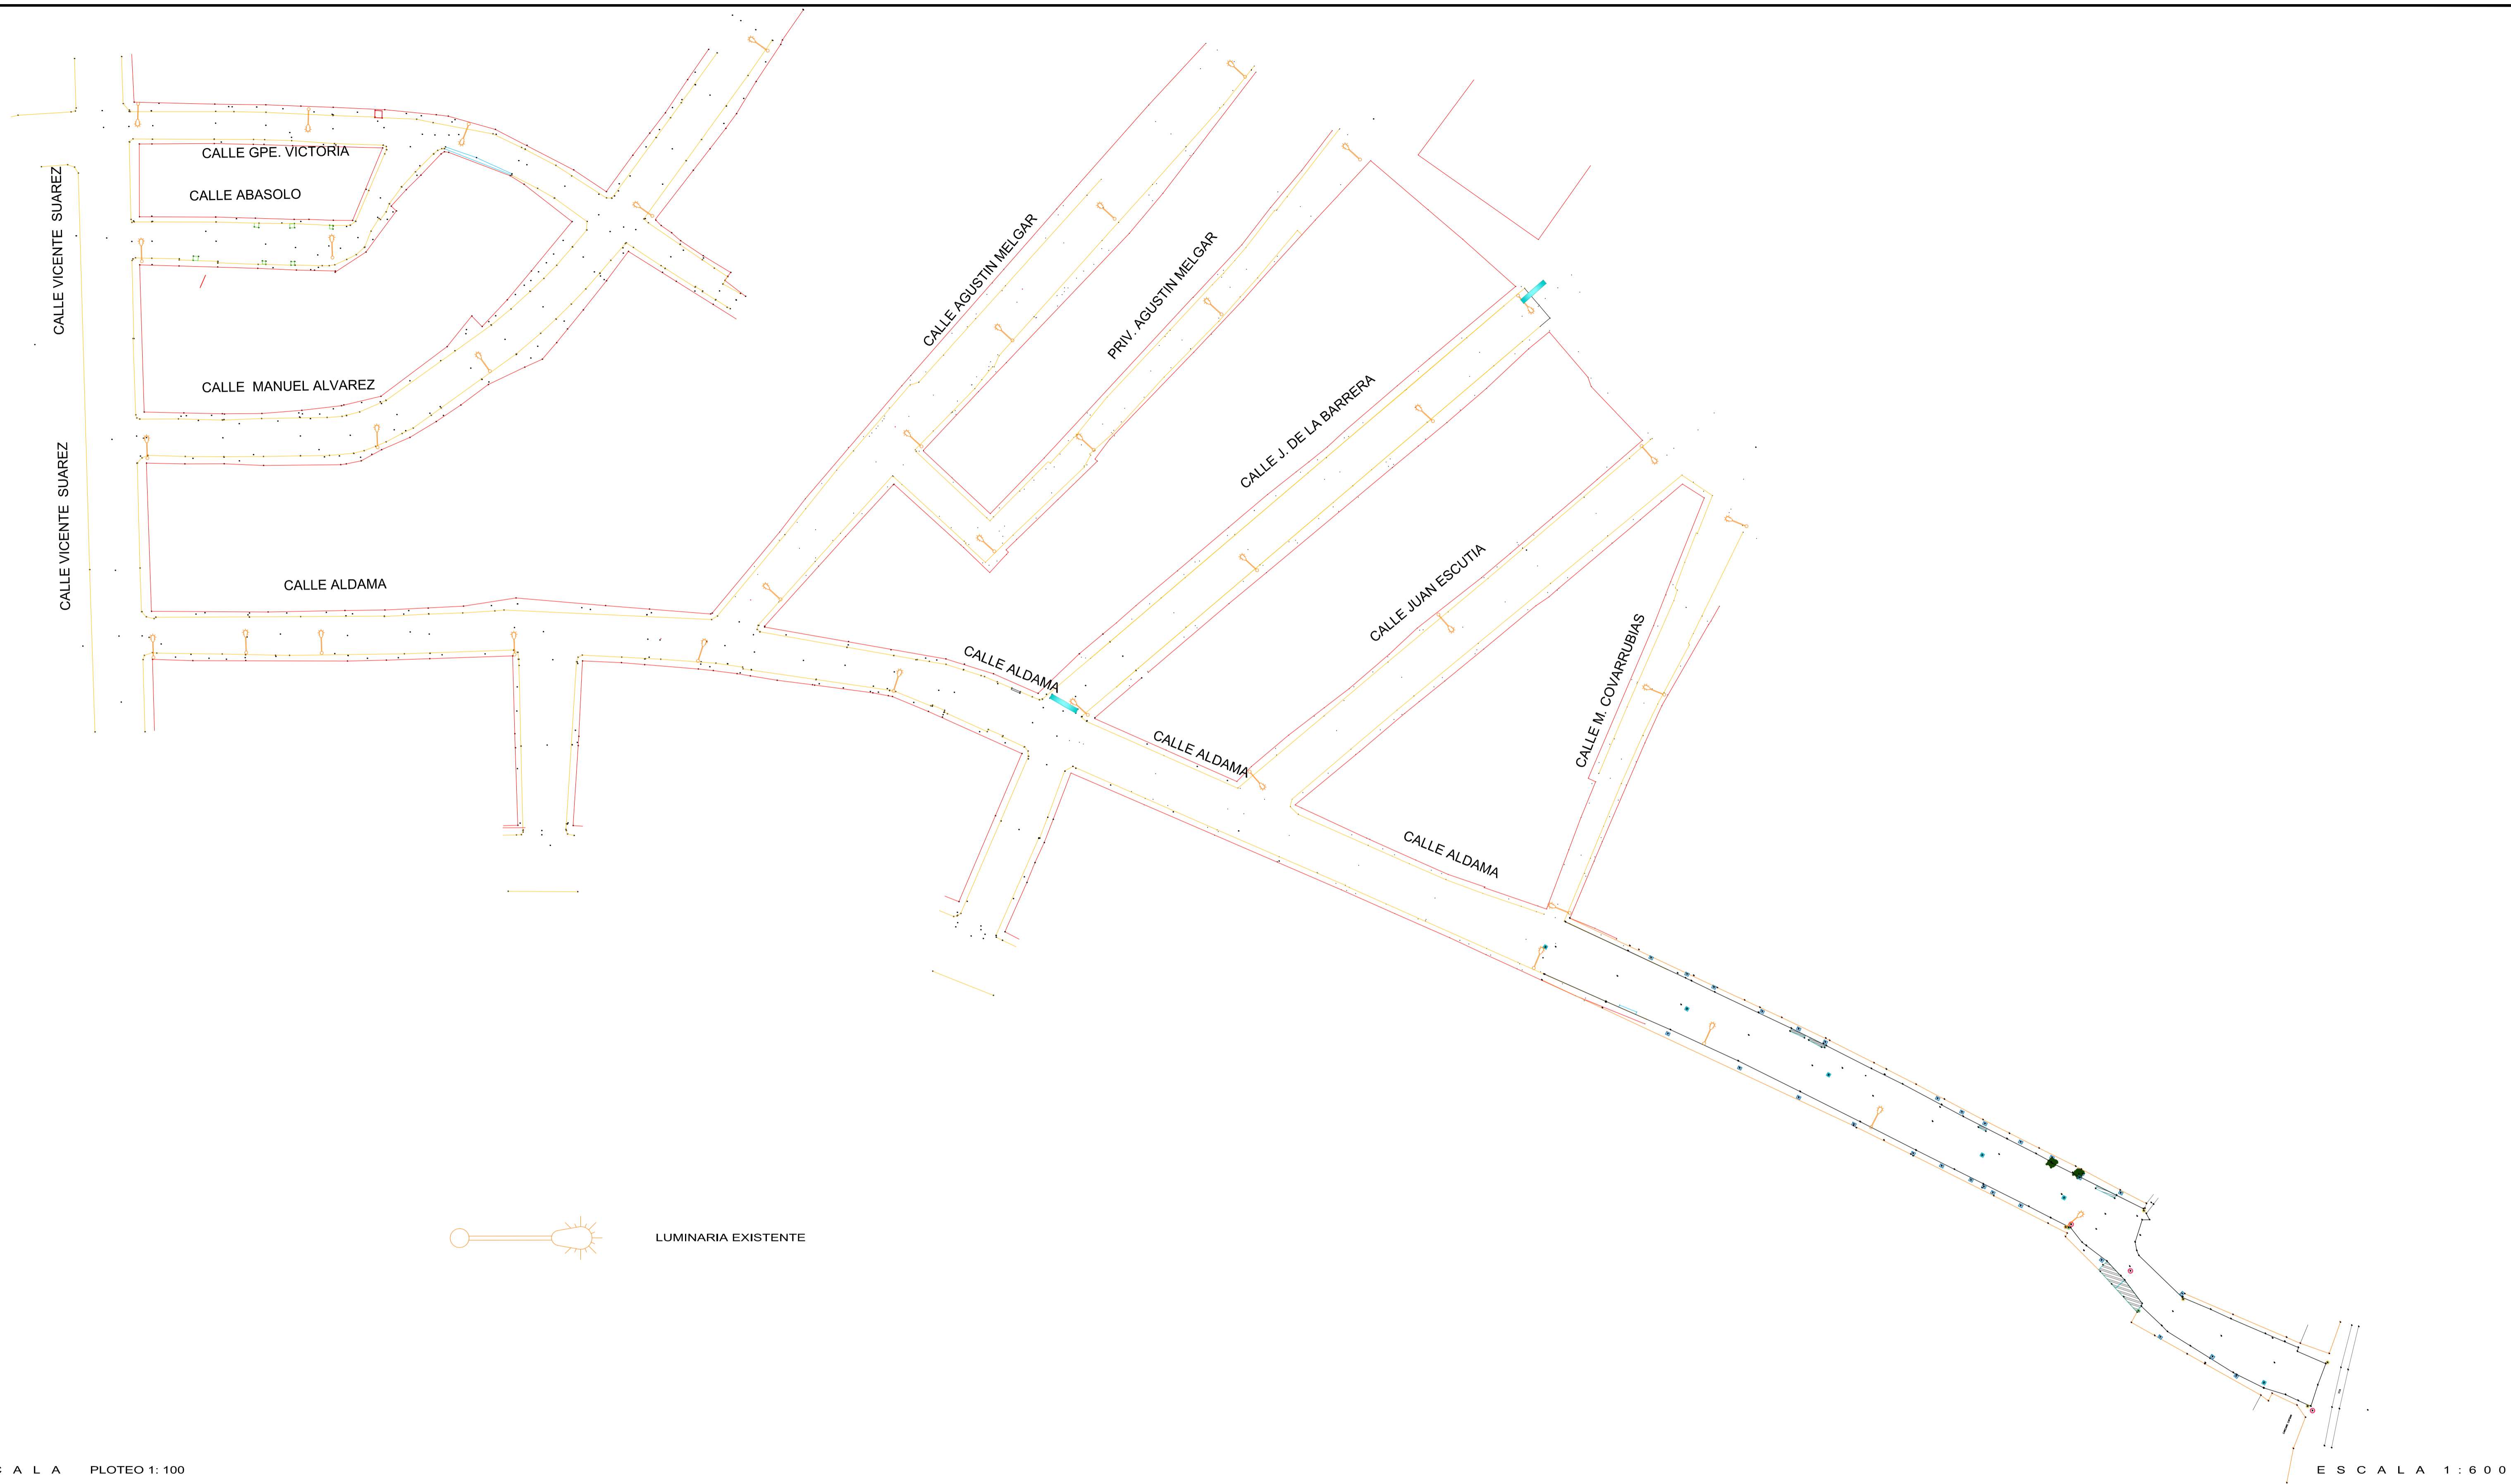 CALLE GPE. VICTORIA
CALLE ABASOLO
CALLE VICENTE SUAREZ
CALLE MANUEL ALVAREZ
CALLE VICENTE SUAREZ
CALLE ALDAMA
CALLE AGUSTIN MELGAR
PRIV. AGUSTIN MELGAR
CALLE J. DE LA BARRERA
CALLE JUAN ESCUTIA
CALLE M. COVARRUBIAS
CALLE ALDAMA
CALLE ALDAMA
CALLE ALDAMA
LUMINARIA EXISTENTE
C A L A PLOTEO 1: 100
E S C A L A 1 : 6 0 0